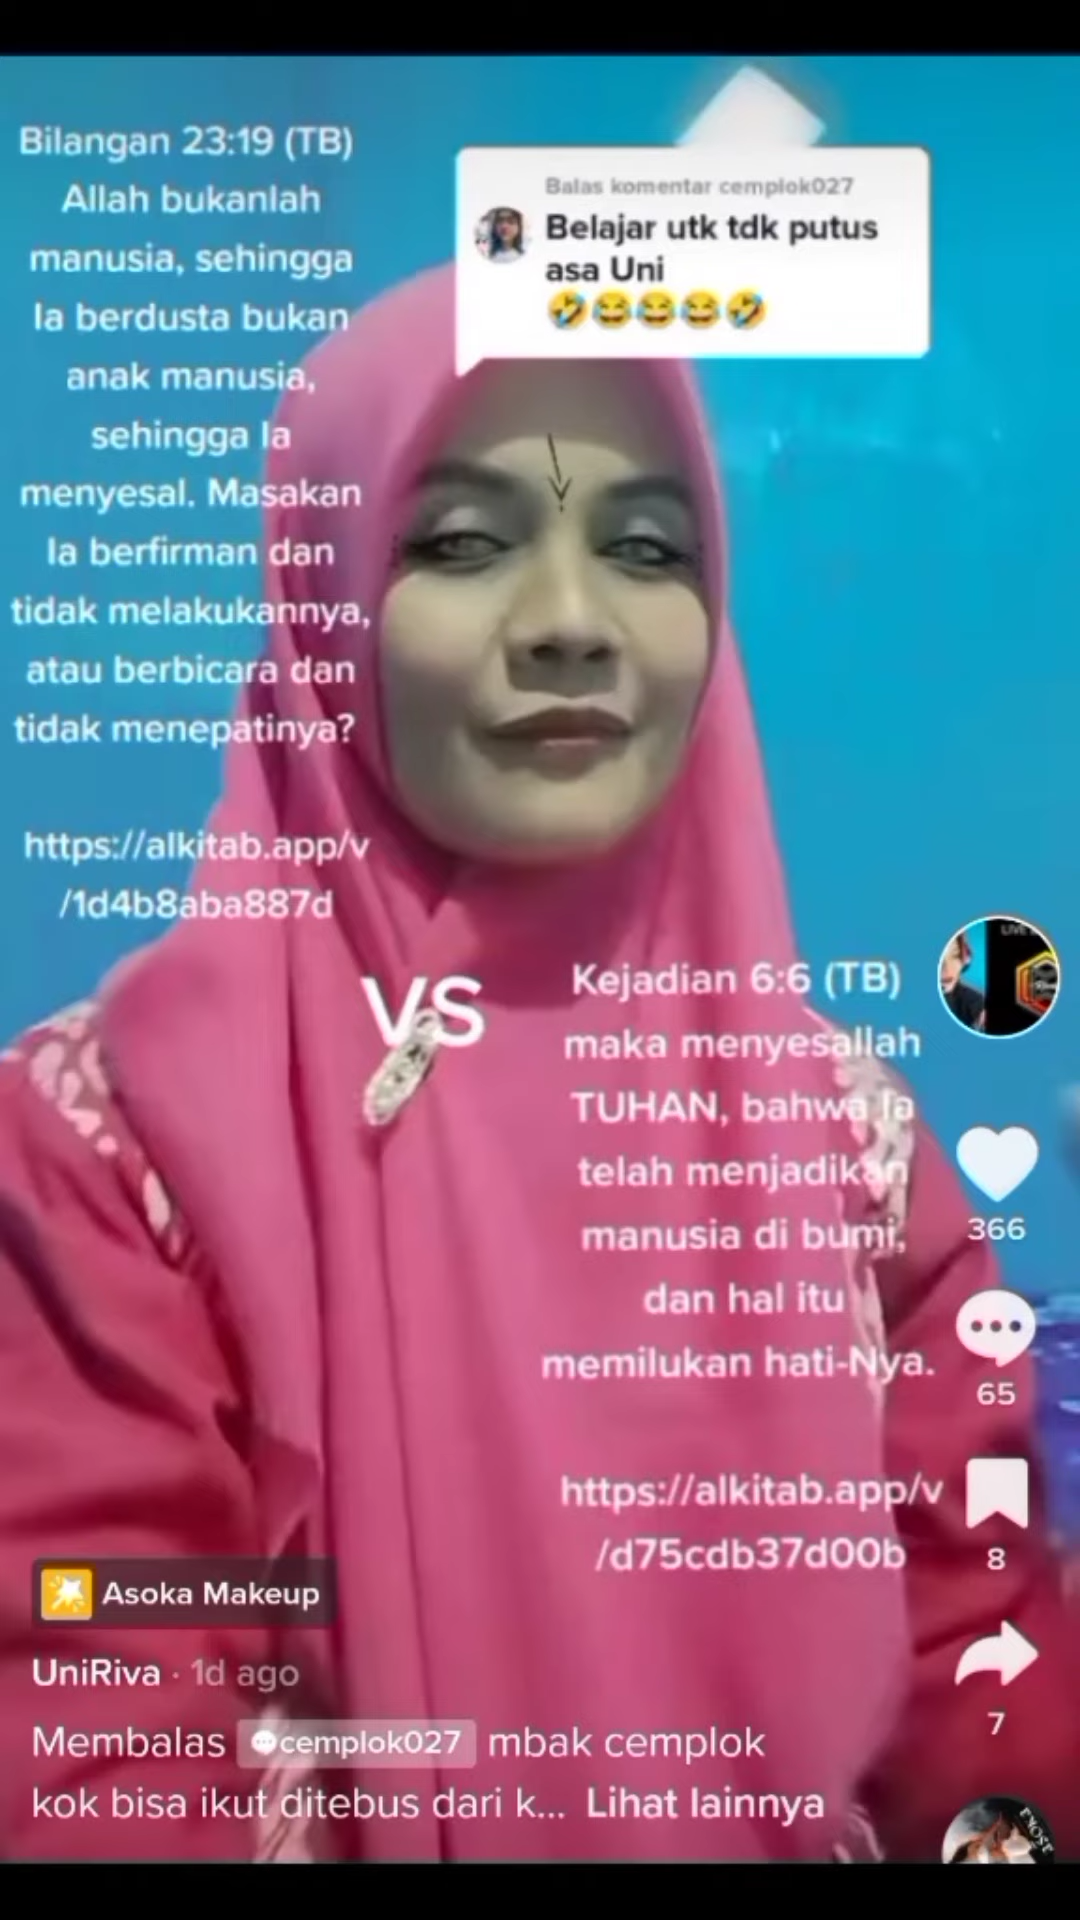 Bilangan 23:19 (TB)
Allah bukanlah
manusia, sehingga
Ia berdusta bukan
anak manusia,
sehingga Ia
menyesal. Masakan
Ia berfirman dan
tidak melakukannya,
atau berbicara dan
tidak menepatinya?
https://alkitab.app/v
/1d4b8aba887d
Balas komentar cemplok027
Belajar utk tdk putus
asa Uni
🤣😂😂😂🤣
VS
Kejadian 6:6 (TB)
maka menyesallah
TUHAN, bahwa Ia
telah menjadikan
manusia di bumi,
dan hal itu
memilukan hati-Nya.
https://alkitab.app/v
/d75cdb37d00b
LIVE
366
65
8
7
Asoka Makeup
UniRiva · 1d ago
Membalas cemplok027 mbak cemplok
kok bisa ikut ditebus dari k... Lihat lainnya